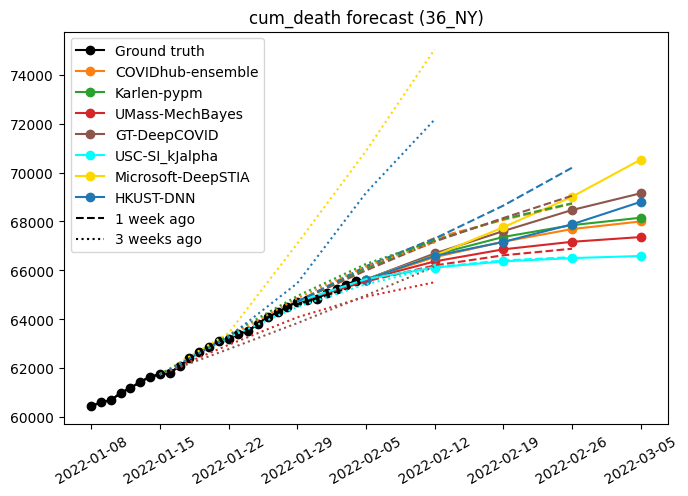 cum_death forecast (36_NY)
Ground truth
COVIDhub-ensemble
Karlen-pypm
UMass-MechBayes
GT-DeepCOVID
USC-SI_kJalpha
Microsoft-DeepSTIA
HKUST-DNN
1 week ago
3 weeks ago
74000
72000
70000
68000
66000
64000
62000
60000
2022-01-08
2022-01-15
2022-01-22
2022-01-29
2022-02-05
2022-02-12
2022-02-19
2022-02-26
2022-03-05